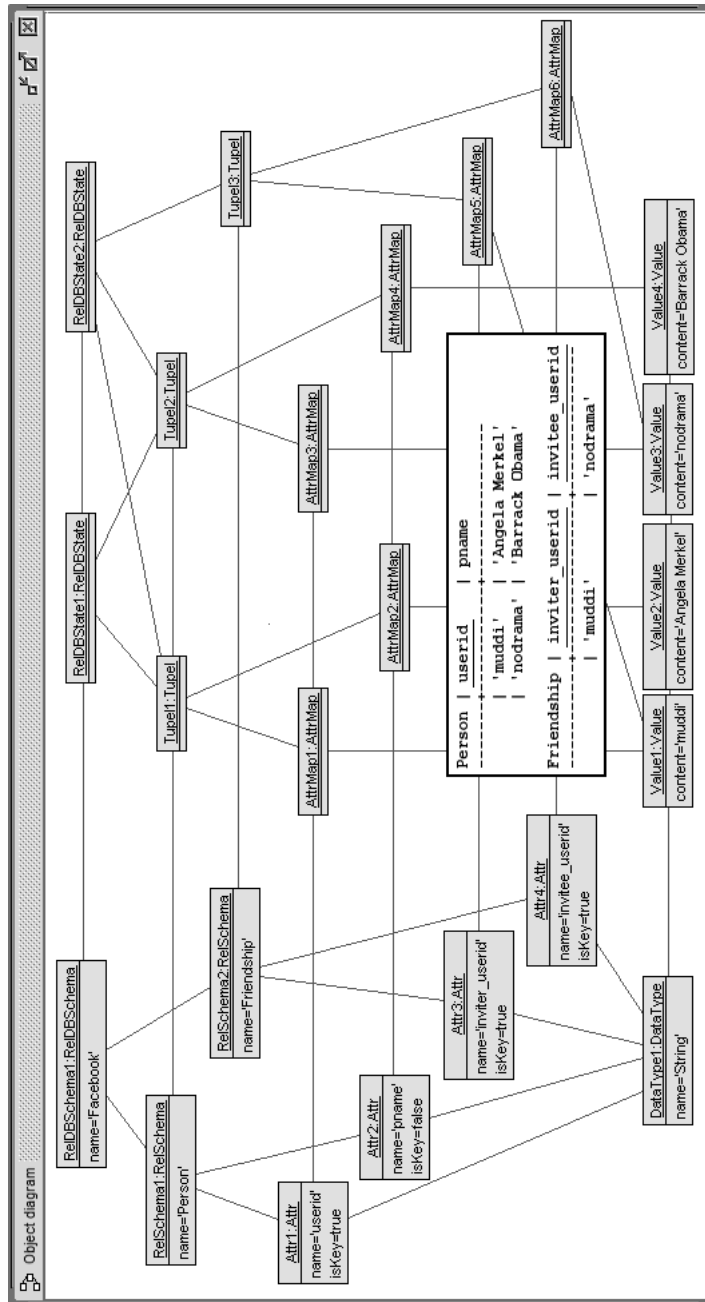 Object diagram
RelDBSchema1:RelDBSchema
name='Facebook'
RelDBState1:RelDBState
RelDBState2:RelDBState
RelSchema1:RelSchema
name='Person'
Tupel1:Tupel
Tupel2:Tupel
RelSchema2:RelSchema
name='Friendship'
Tupel3:Tupel
Attr1:Attr
name='userid'
isKey=true
AttrMap1:AttrMap
AttrMap3:AttrMap
Attr2:Attr
name='pname'
isKey=false
AttrMap2:AttrMap
AttrMap4:AttrMap
Attr3:Attr
name='inviter_userid'
isKey=true
AttrMap5:AttrMap
Attr4:Attr
name='invitee_userid'
isKey=true
AttrMap6:AttrMap
Person | userid | pname
-------+-----------+----------------
| 'muddi' | 'Angela Merkel'
| 'nodrama' | 'Barrack Obama'
Friendship | inviter_userid | invitee_userid
-----------+----------------+---------------
| 'muddi' | 'nodrama'
DataType1:DataType
name='String'
Value1:Value
content='muddi'
Value2:Value
content='Angela Merkel'
Value3:Value
content='nodrama'
Value4:Value
content='Barrack Obama'